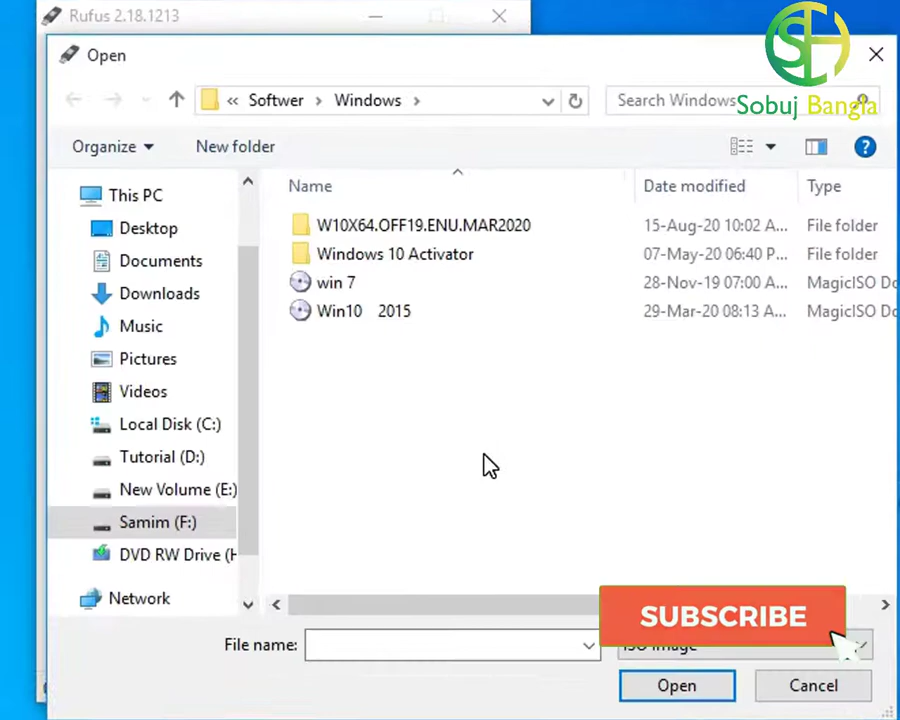 Rufus 2.18.1213
Open
Sobuj Bangla
« Softwer > Windows >
Search Windows
Organize
New folder
Name
Date modified
Type
This PC
Desktop
Documents
Downloads
Music
Pictures
Videos
Local Disk (C:)
Tutorial (D:)
New Volume (E:)
Samim (F:)
DVD RW Drive (H
Network
W10X64.OFF19.ENU.MAR2020
15-Aug-20 10:02 A...
File folder
Windows 10 Activator
07-May-20 06:40 P...
File folder
win 7
28-Nov-19 07:00 A...
MagicISO Do
Win10 2015
29-Mar-20 08:13 A...
MagicISO Do
SUBSCRIBE
File name:
ISO Image
Open
Cancel